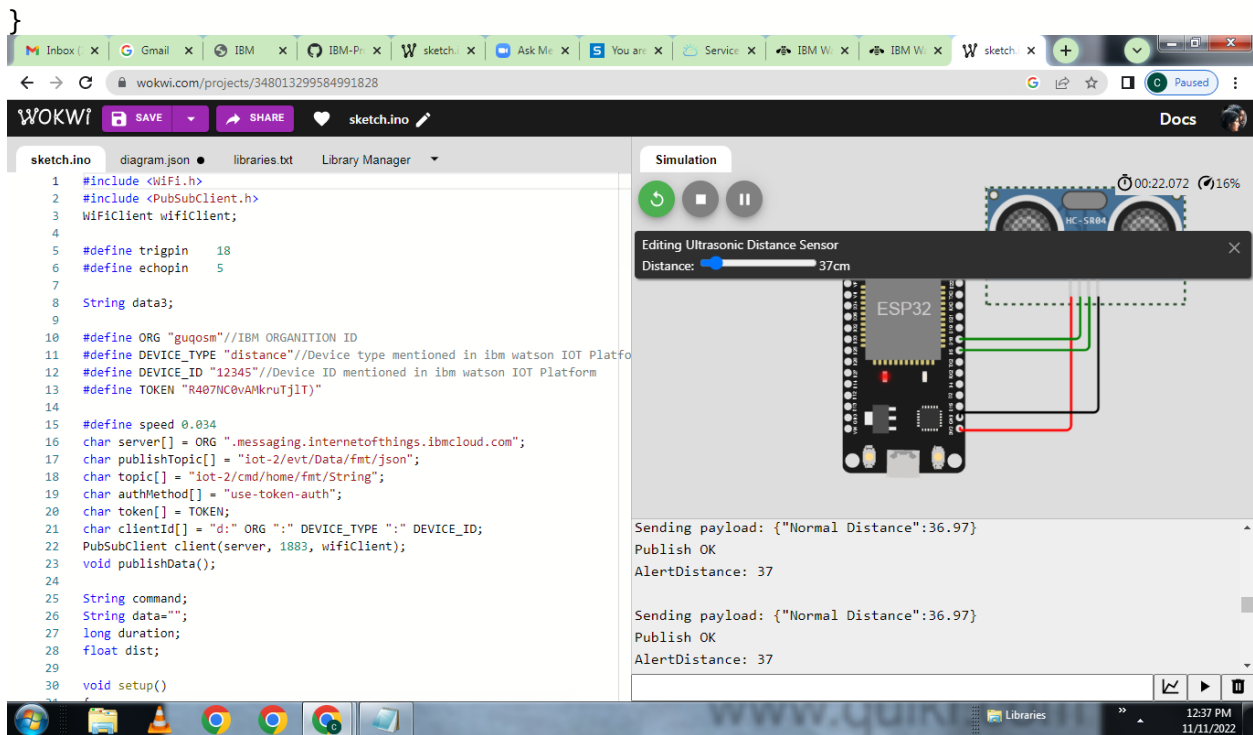 }
Inbox (
Gmail
IBM
IBM-Pr
sketch.
Ask Me
You are
Service
IBM W
IBM W
sketch.
wokwi.com/projects/348013299584991828
Paused
WOKWi
SAVE
SHARE
sketch.ino
Docs
sketch.ino
diagram.json
libraries.txt
Library Manager
Simulation
1 #include <WiFi.h>
2 #include <PubSubClient.h>
3 WiFiClient wifiClient;
4
5 #define trigpin 18
6 #define echopin 5
7
8 String data3;
9
10 #define ORG "guqosm"//IBM ORGANITION ID
11 #define DEVICE_TYPE "distance"//Device type mentioned in ibm watson IOT Platfo
12 #define DEVICE_ID "12345"//Device ID mentioned in ibm watson IOT Platform
13 #define TOKEN "R407NC0vAMkruTjlT)"
14
15 #define speed 0.034
16 char server[] = ORG ".messaging.internetofthings.ibmcloud.com";
17 char publishTopic[] = "iot-2/evt/Data/fmt/json";
18 char topic[] = "iot-2/cmd/home/fmt/String";
19 char authMethod[] = "use-token-auth";
20 char token[] = TOKEN;
21 char clientId[] = "d:" ORG ":" DEVICE_TYPE ":" DEVICE_ID;
22 PubSubClient client(server, 1883, wifiClient);
23 void publishData();
24
25 String command;
26 String data="";
27 long duration;
28 float dist;
29
30 void setup()
00:22.072 16%
HC-SR04
Editing Ultrasonic Distance Sensor
Distance: 37cm
ESP32
Sending payload: {"Normal Distance":36.97}
Publish OK
AlertDistance: 37
Sending payload: {"Normal Distance":36.97}
Publish OK
AlertDistance: 37
Libraries
12:37 PM
11/11/2022